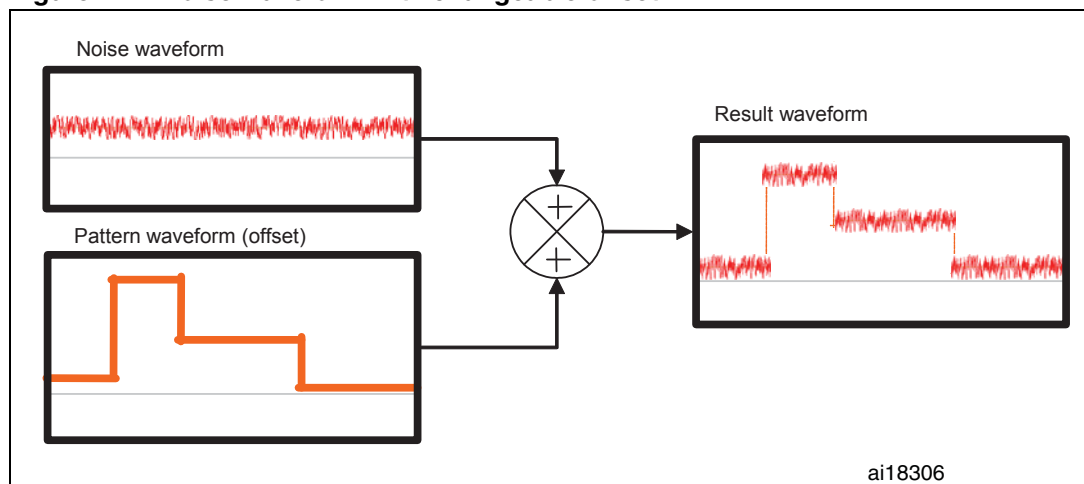 Noise waveform
Pattern waveform (offset)
+
+
Result waveform
ai18306